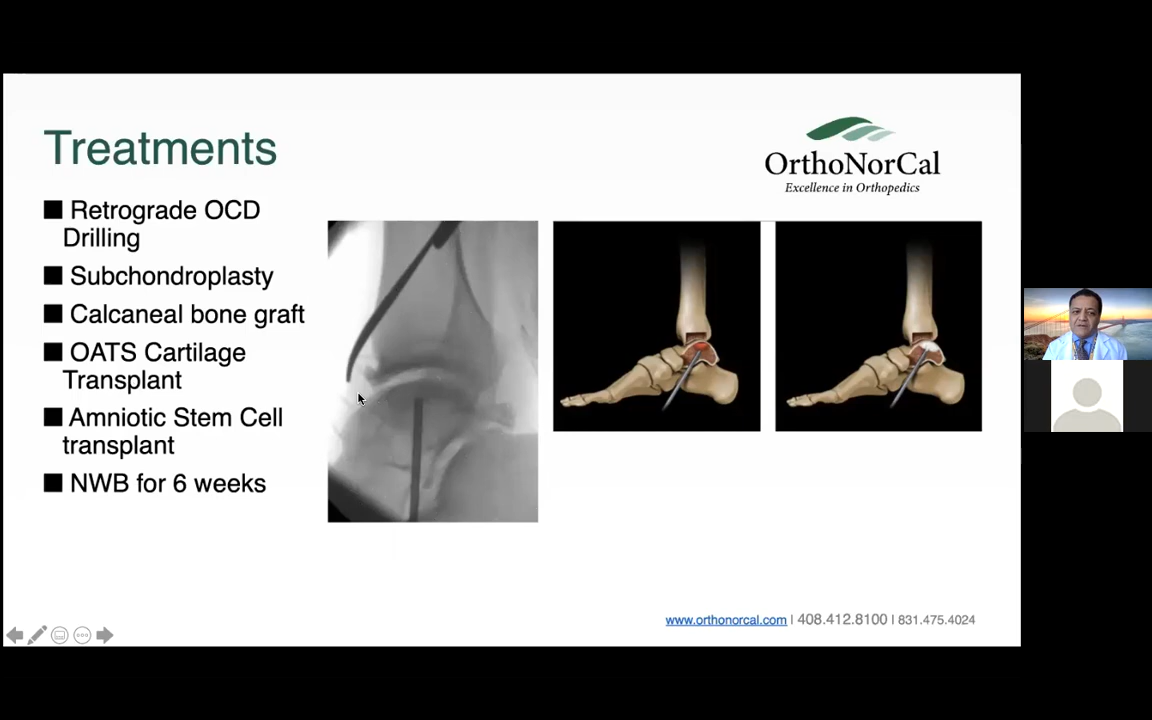 Treatments
OrthoNorCal
Excellence in Orthopedics
Retrograde OCD
Drilling
Subchondroplasty
Calcaneal bone graft
OATS Cartilage
Transplant
Amniotic Stem Cell
transplant
NWB for 6 weeks
www.orthonorcal.com | 408.412.8100 | 831.475.4024